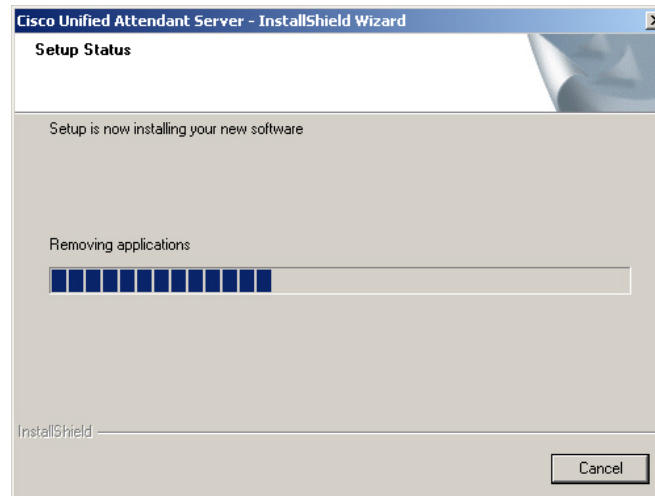 Cisco Unified Attendant Server - InstallShield Wizard
Setup Status
Setup is now installing your new software
Removing applications
InstallShield
Cancel